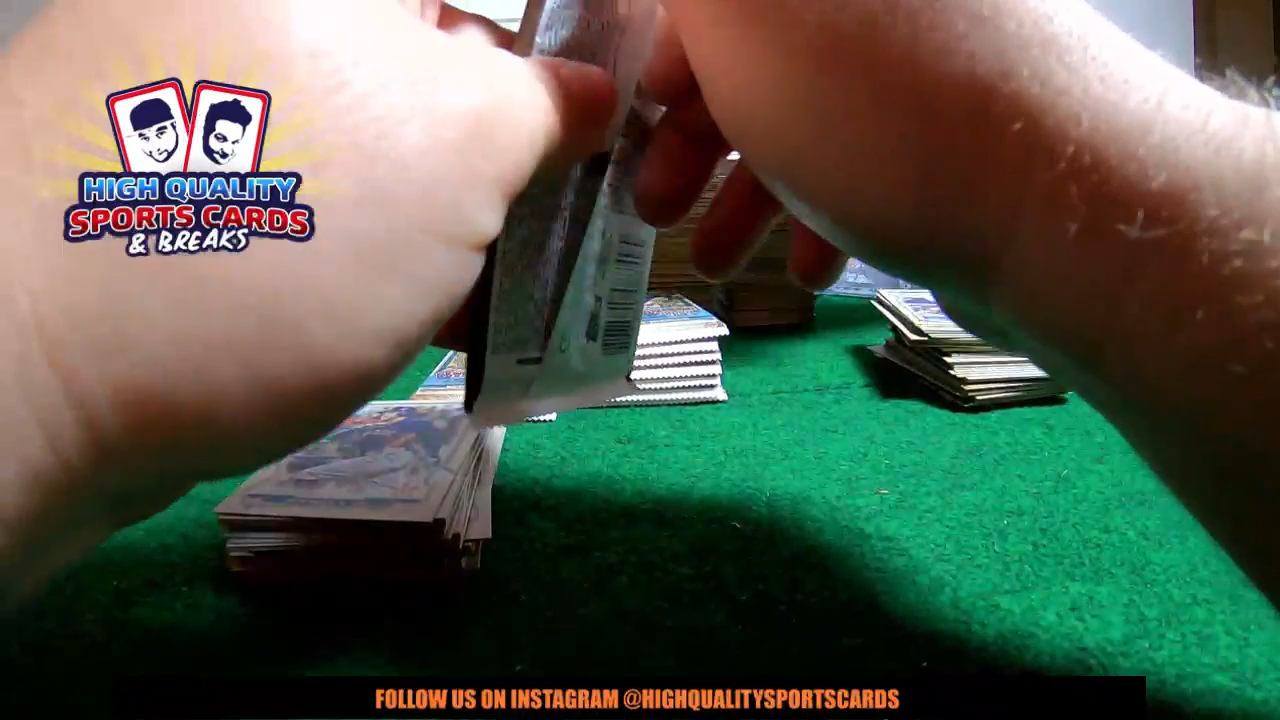 HIGH QUALITY
SPORTS CARDS
& BREAKS
FOLLOW US ON INSTAGRAM @HIGHQUALITYSPORTSCARDS